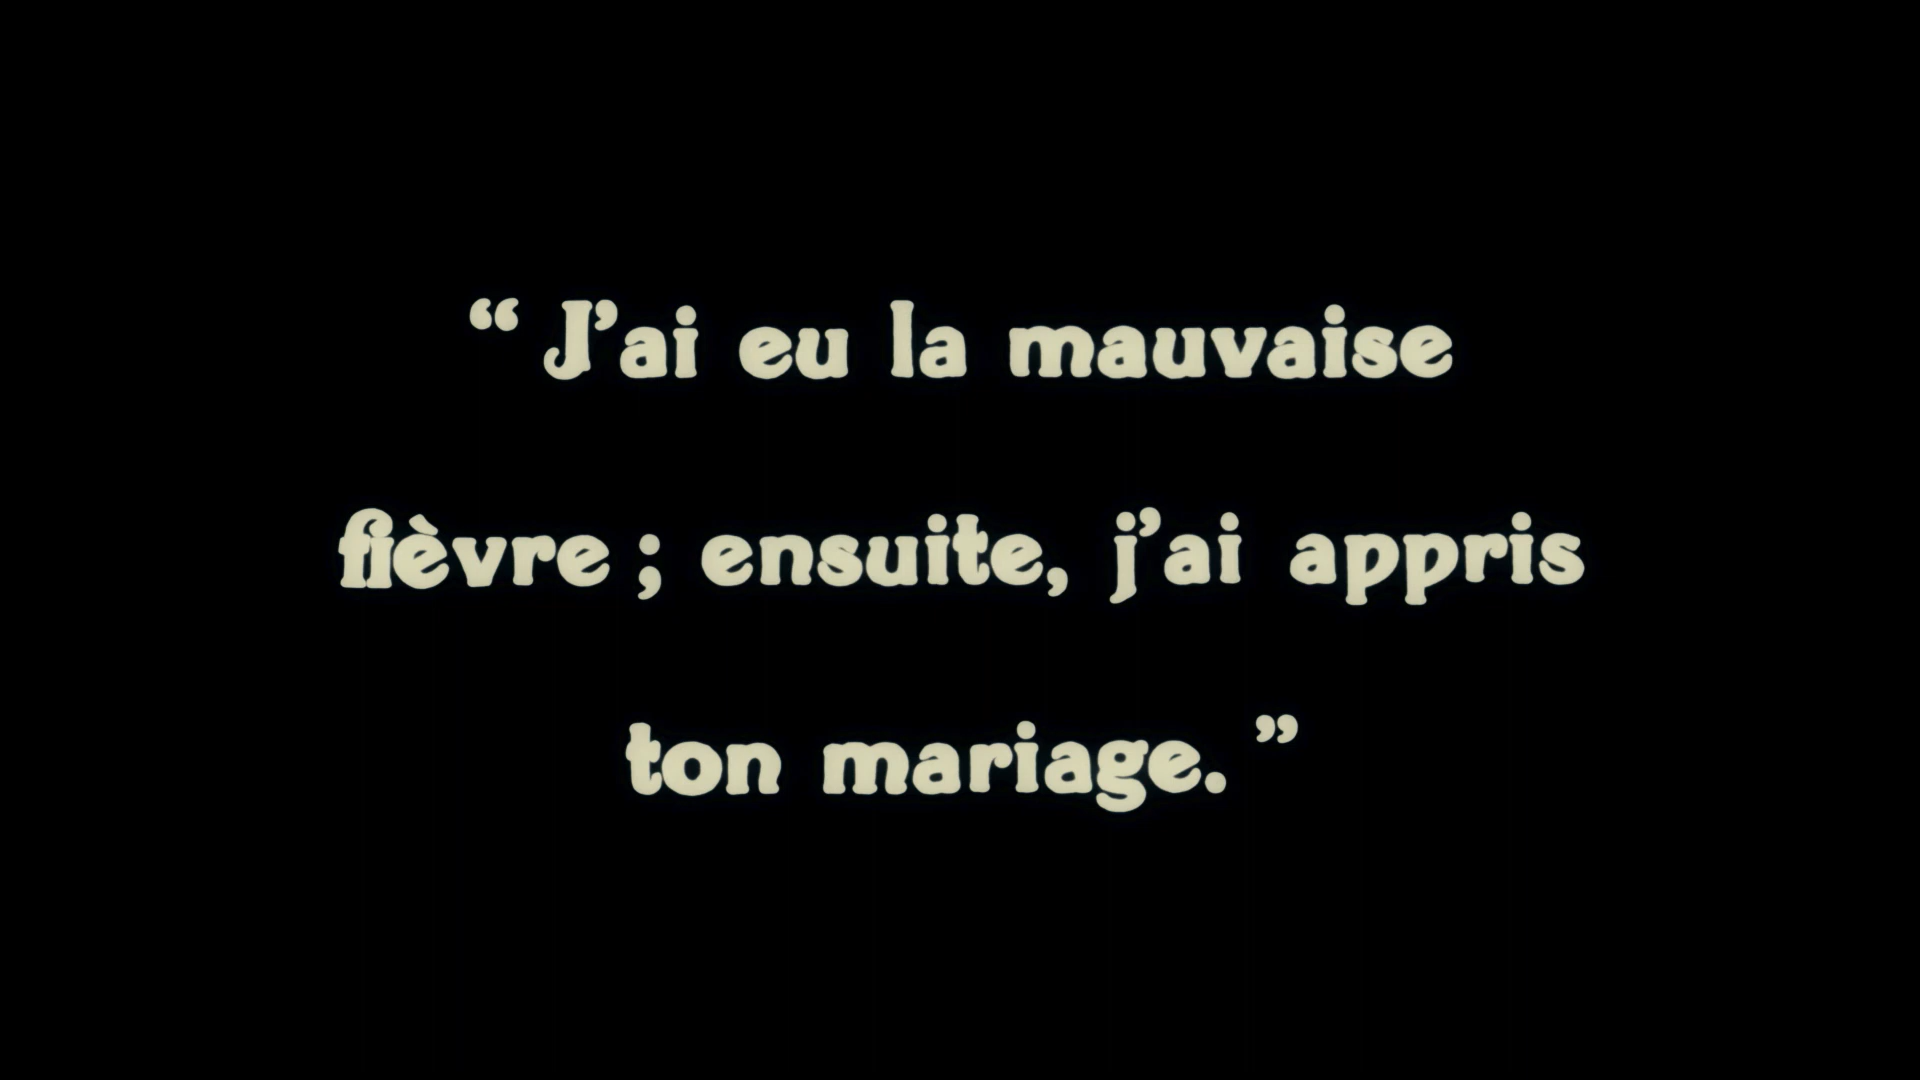 “ J’ai eu la mauvaise
fièvre ; ensuite, j’ai appris
ton mariage. ”